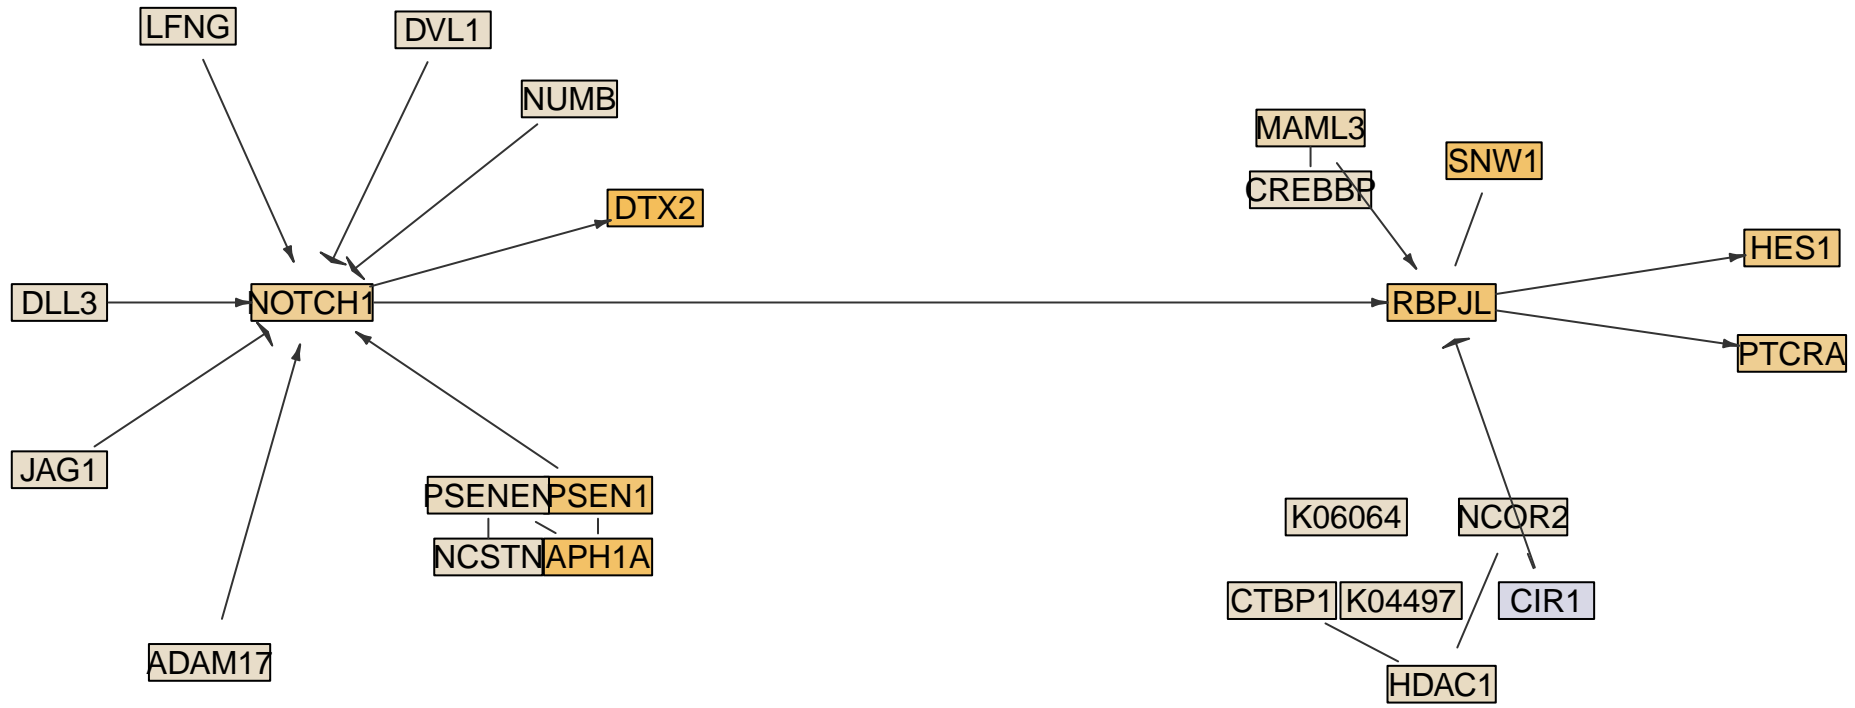 LFNG
DVL1
NUMB
MAML3
SNW1
CREBBP
DTX2
HES1
DLL3
NOTCH1
RBPJL
PTCRA
JAG1
PSENEN
PSEN1
K06064
NCOR2
NCSTN
APH1A
CTBP1
K04497
CIR1
ADAM17
HDAC1